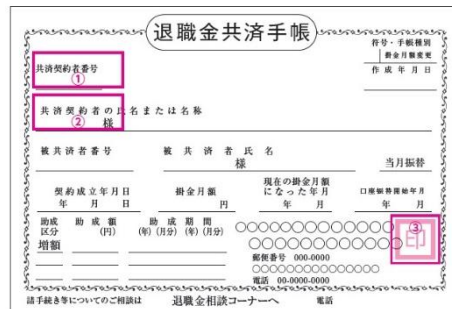 退職金共済手帳
符号・手帳種別
掛金月額変更
作成年月日
共済契約者番号
①
共済契約者の氏名または名称
② 様
被共済者番号 被共済者氏名
様 当月振替
契約成立年月日 掛金月額 現在の掛金月額になった年月 口座振替開始年月
年 月 日 円 年 月 年 月
助成区分 助成額(円) 助成期間(年)(月分)(年)(月分)
増額
○○○○○○○○○○○○○○○
○○○○○○○○○○○○○
③
印
郵便番号 000-0000
○○○○○○○○○○○○○○○
電話 00-0000-0000
諸手続き等についてのご相談は 退職金相談コーナーへ 電話